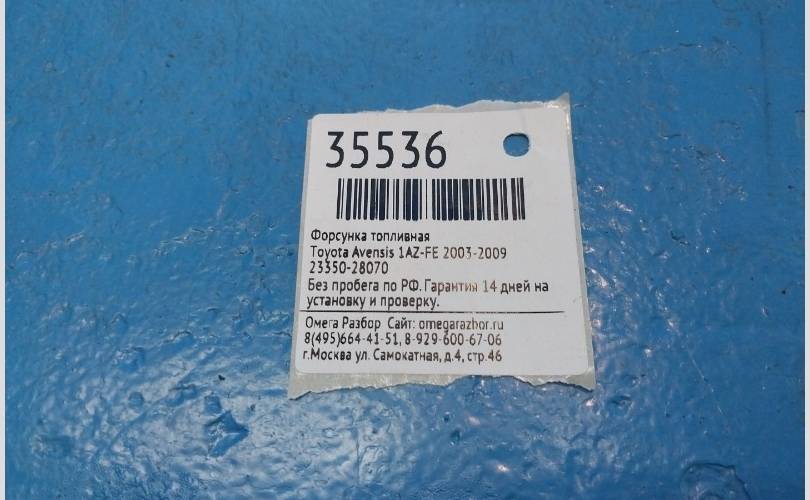 35536
Форсунка топливная
Toyota Avensis 1AZ-FE 2003-2009
23350-28070
Без пробега по РФ. Гарантия 14 дней на
установку и проверку.
Омега Разбор Сайт: omegarazbor.ru
8(495)664-41-51, 8-929-600-67-06
г.Москва ул. Самокатная, д.4, стр.46